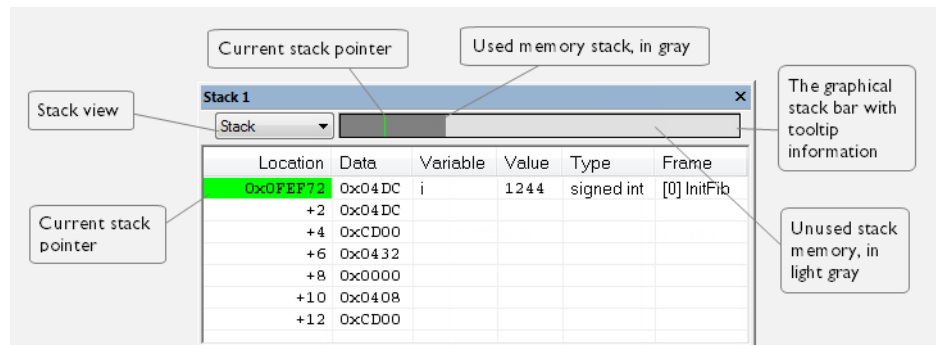 Current stack pointer
Used memory stack, in gray
Stack view
The graphical
stack bar with
tooltip
information
Stack 1
Stack
Location Data Variable Value Type Frame
0x0FEF72 0x04DC i 1244 signed int [0] InitFib
+2 0x04DC
+4 0xCD00
+6 0x0432
+8 0x0000
+10 0x0408
+12 0xCD00
Current stack
pointer
Unused stack
memory, in
light gray